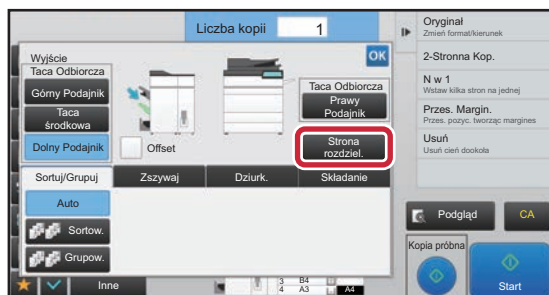 Liczba kopii 1
Wyjście
OK
Taca Odbiorcza
Górny Podajnik
Taca
środkowa
Dolny Podajnik
Offset
Taca Odbiorcza
Prawy
Podajnik
Strona
rozdziel.
Sortuj/Grupuj
Zszywaj
Dziurk.
Składanie
Auto
Sortow.
Grupow.
Inne
3 B4
4 A3
A4
Oryginał
Zmień format/kierunek
2-Stronna Kop.
N w 1
Wstaw kilka stron na jednej
Przes. Margin.
Przes. pozyc. tworząc margines
Usuń
Usuń cień dookoła
Podgląd
CA
Kopia próbna
Start